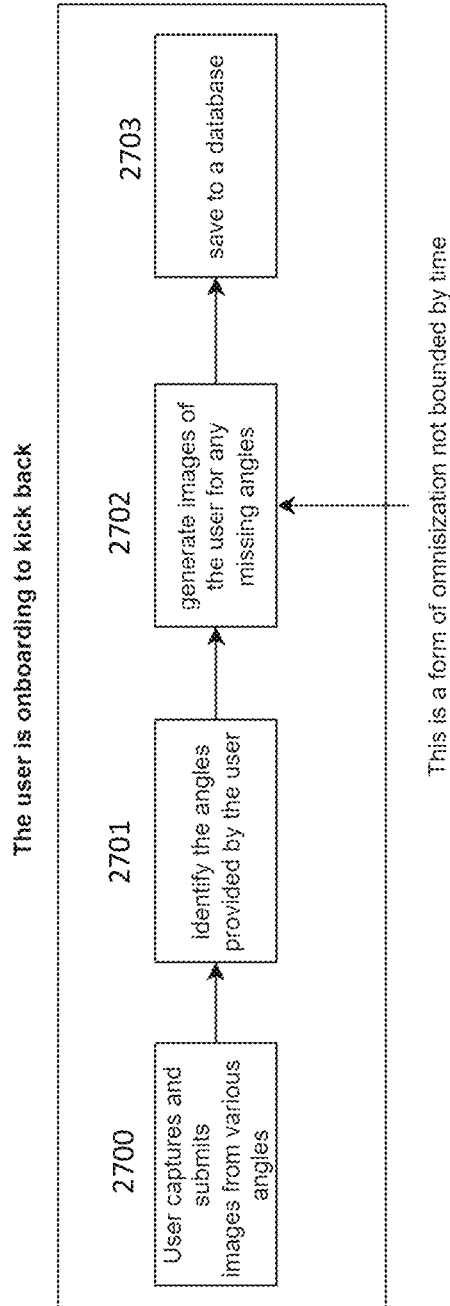 The user is onboarding to kick back
2700
User captures and
submits
images from various
angles
2701
identify the angles
provided by the user
2702
generate images of
the user for any
missing angles
2703
save to a database
This is a form of omnisization not bounded by time